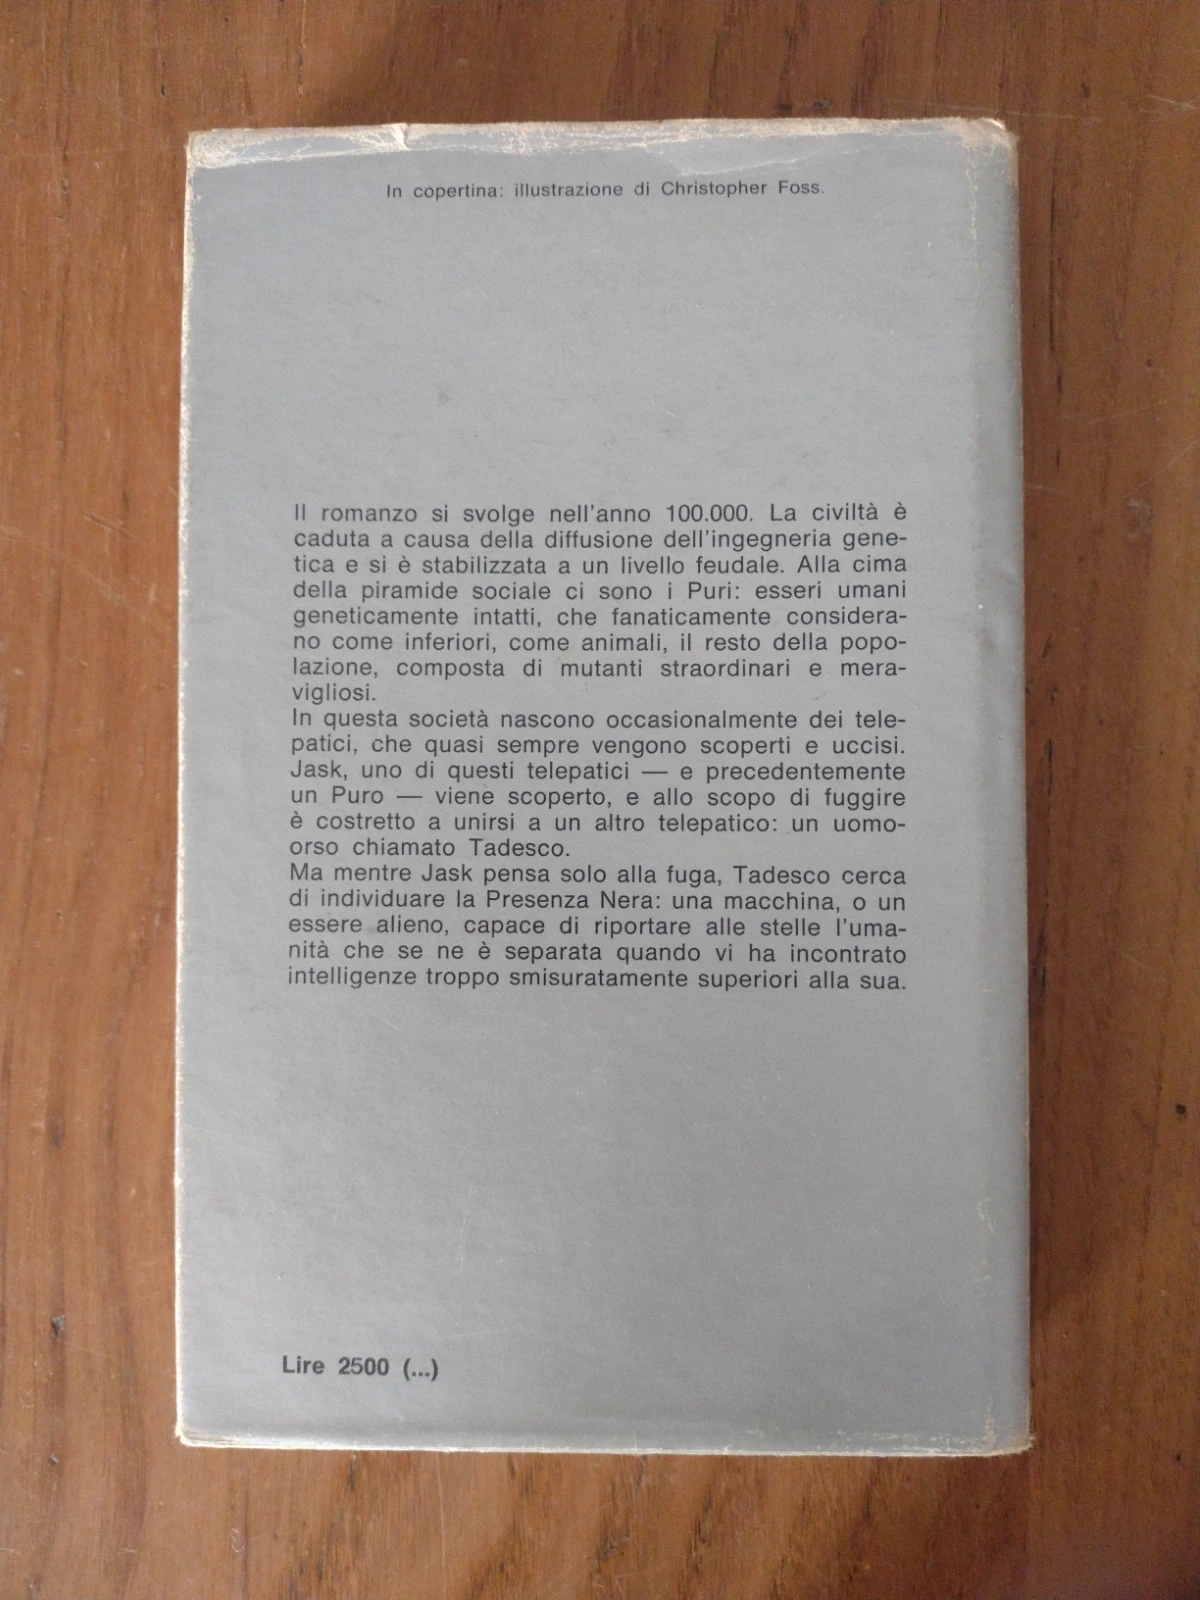 In copertina: illustrazione di Christopher Foss.
Il romanzo si svolge nell'anno 100.000. La civiltà è
caduta a causa della diffusione dell'ingegneria gene-
tica e si è stabilizzata a un livello feudale. Alla cima
della piramide sociale ci sono i Puri: esseri umani
geneticamente intatti, che fanaticamente considera-
no come inferiori, come animali, il resto della popo-
lazione, composta di mutanti straordinari e mera-
vigliosi.
In questa società nascono occasionalmente dei tele-
patici, che quasi sempre vengono scoperti e uccisi.
Jask, uno di questi telepatici — e precedentemente
un Puro — viene scoperto, e allo scopo di fuggire
è costretto a unirsi a un altro telepatico: un uomo-
orso chiamato Tadesco.
Ma mentre Jask pensa solo alla fuga, Tadesco cerca
di individuare la Presenza Nera: una macchina, o un
essere alieno, capace di riportare alle stelle l'uma-
nità che se ne è separata quando vi ha incontrato
intelligenze troppo smisuratamente superiori alla sua.
Lire 2500 (...)